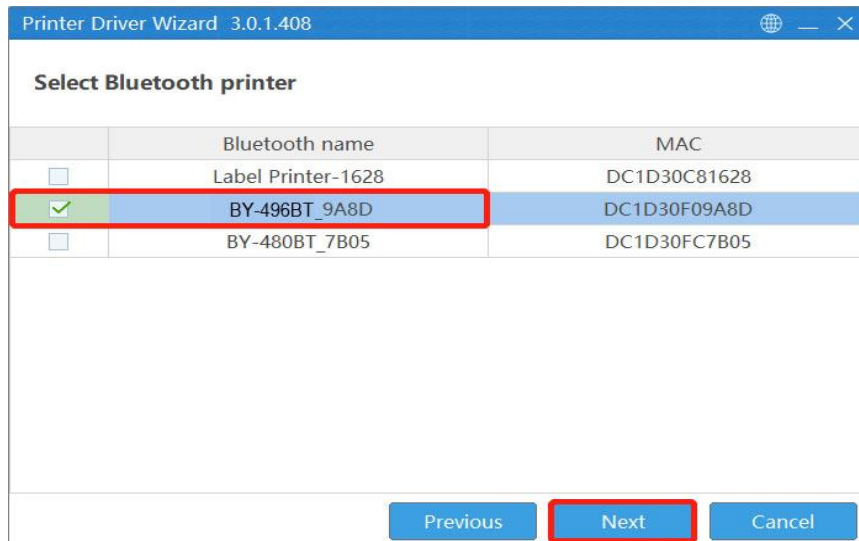 Printer Driver Wizard 3.0.1.408
Select Bluetooth printer
Bluetooth name MAC
Label Printer-1628 DC1D30C81628
BY-496BT_9A8D DC1D30F09A8D
BY-480BT_7B05 DC1D30FC7B05
Previous Next Cancel